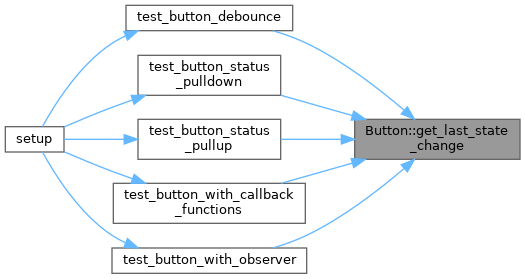 test_button_debounce
test_button_status
_pulldown
setup
test_button_status
_pullup
Button::get_last_state
_change
test_button_with_callback
_functions
test_button_with_observer